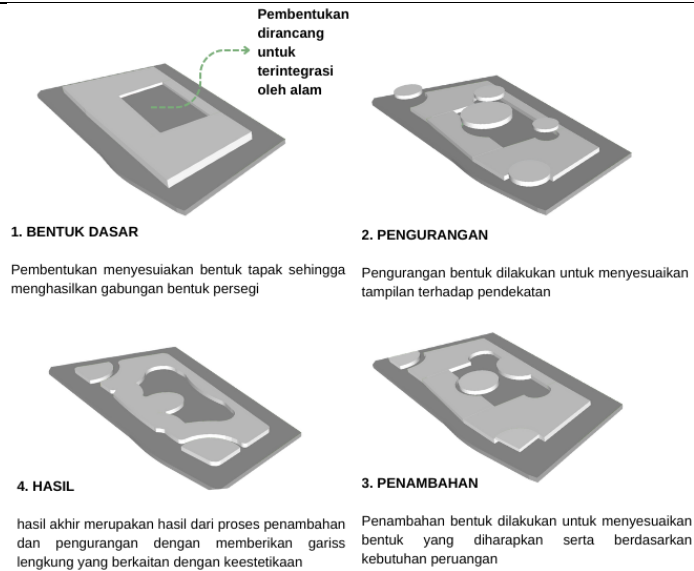 Pembentukan
dirancang
untuk
terintegrasi
oleh alam
1. BENTUK DASAR
Pembentukan menyesuiakan bentuk tapak sehingga
menghasilkan gabungan bentuk persegi
2. PENGURANGAN
Pengurangan bentuk dilakukan untuk menyesuaikan
tampilan terhadap pendekatan
4. HASIL
hasil akhir merupakan hasil dari proses penambahan
dan pengurangan dengan memberikan gariss
lengkung yang berkaitan dengan keestetikaan
3. PENAMBAHAN
Penambahan bentuk dilakukan untuk menyesuaikan
bentuk yang diharapkan serta berdasarkan
kebutuhan peruangan